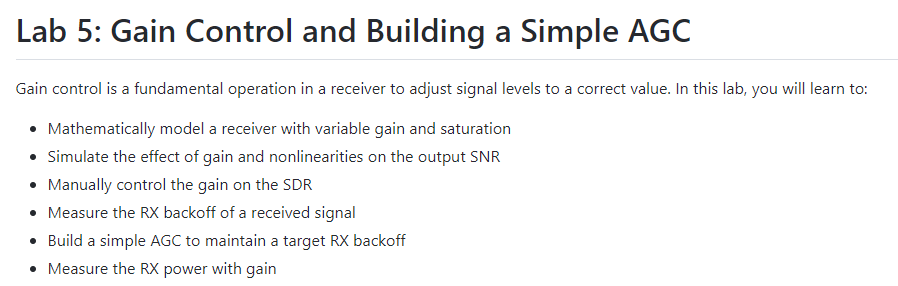 Lab 5: Gain Control and Building a Simple AGC
Gain control is a fundamental operation in a receiver to adjust signal levels to a correct value. In this lab, you will learn to:
• Mathematically model a receiver with variable gain and saturation
• Simulate the effect of gain and nonlinearities on the output SNR
• Manually control the gain on the SDR
• Measure the RX backoff of a received signal
• Build a simple AGC to maintain a target RX backoff
• Measure the RX power with gain